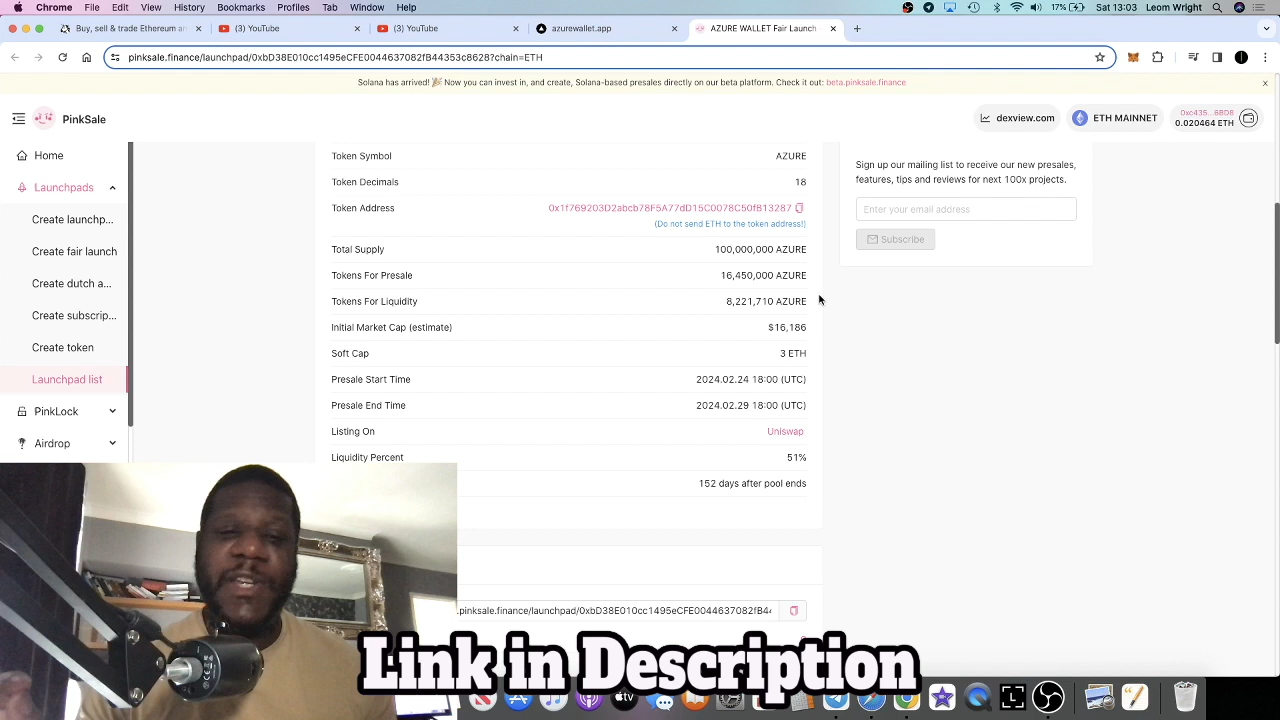 Chrome File Edit View History Bookmarks Profiles Tab Window Help 17% Sat 13:03 Leom Wright
Buy, sell & trade Ethereum an
(3) YouTube
(3) YouTube
azurewallet.app
AZURE WALLET Fair Launch
pinksale.finance/launchpad/0xbD38E010cc1495eCFE0044637082fB44353c8628?chain=ETH
Solana has arrived! 🎉 Now you can invest in, and create, Solana-based presales directly on our beta platform. Check it out: beta.pinksale.finance
PinkSale
dexview.com
ETH MAINNET
0xc435...6BD8
0.020464 ETH
Home
Launchpads
Create launchp...
Create fair launch
Create dutch a...
Create subscrip...
Create token
Launchpad list
PinkLock
Airdrop
Token Symbol AZURE
Token Decimals 18
Token Address 0x1f769203D2abcb78F5A77dD15C0078C50fB13287
(Do not send ETH to the token address!)
Total Supply 100,000,000 AZURE
Tokens For Presale 16,450,000 AZURE
Tokens For Liquidity 8,221,710 AZURE
Initial Market Cap (estimate) $16,186
Soft Cap 3 ETH
Presale Start Time 2024.02.24 18:00 (UTC)
Presale End Time 2024.02.29 18:00 (UTC)
Listing On Uniswap
Liquidity Percent 51%
152 days after pool ends
Sign up our mailing list to receive our new presales,
features, tips and reviews for next 100x projects.
Enter your email address
Subscribe
.pinksale.finance/launchpad/0xbD38E010cc1495eCFE0044637082fB4
Link in Description